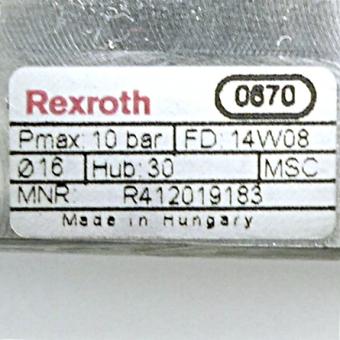 Rexroth 0670
Pmax: 10 bar FD: 14W08
Ø16 Hub: 30 MSC
MNR: R412019183
Made in Hungary